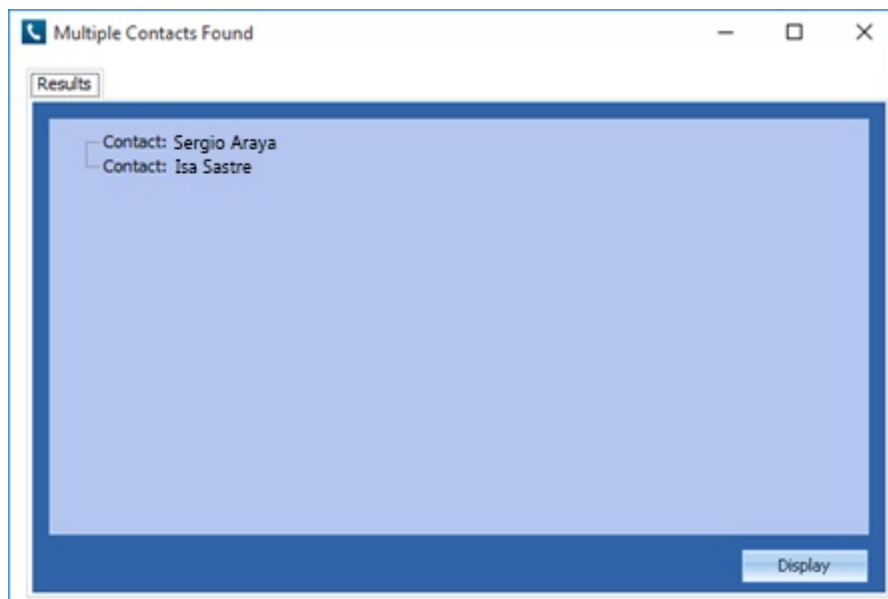 Multiple Contacts Found
Results
Contact: Sergio Araya
Contact: Isa Sastre
Display